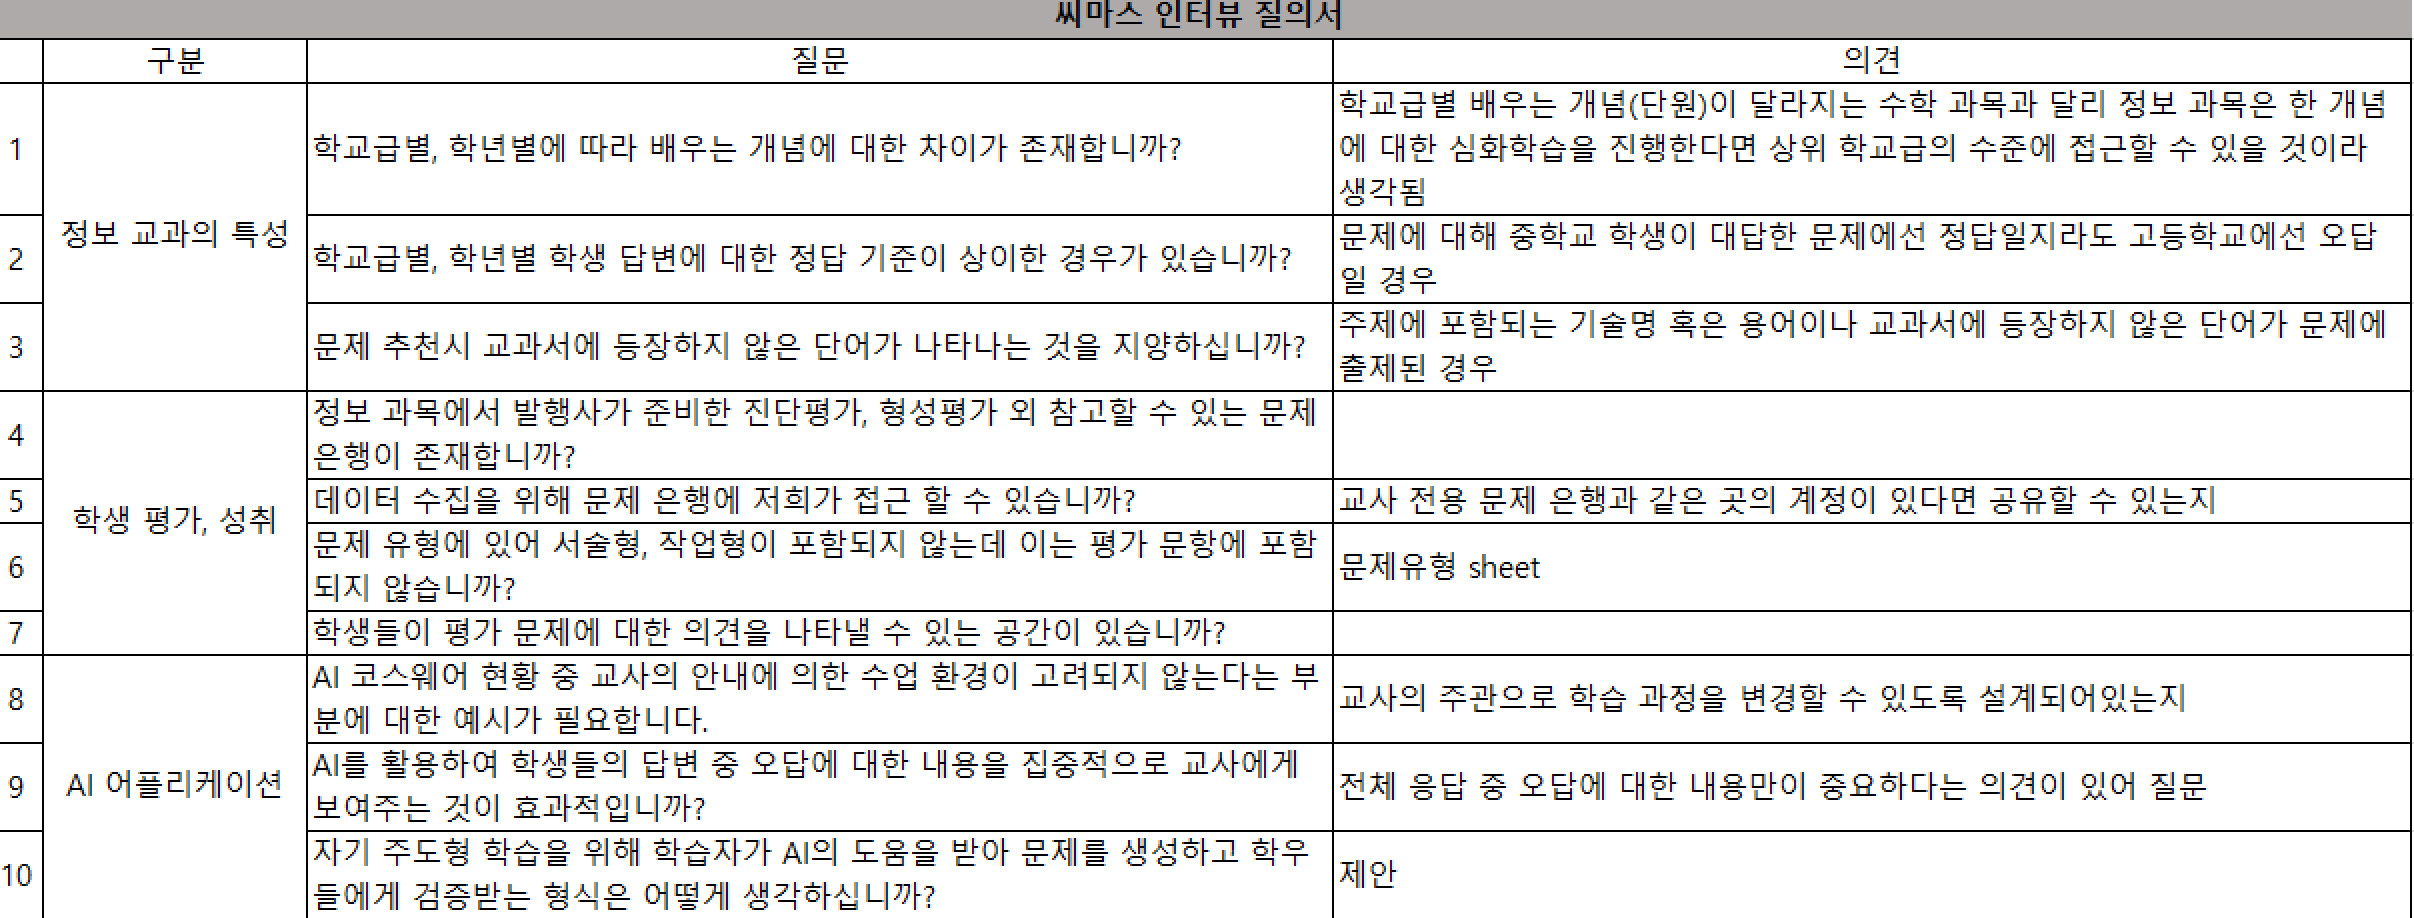 씨마스 인터뷰 질의서
구분
질문
의견
1
정보 교과의 특성
학교급별, 학년별에 따라 배우는 개념에 대한 차이가 존재합니까?
학교급별 배우는 개념(단원)이 달라지는 수학 과목과 달리 정보 과목은 한 개념
에 대한 심화학습을 진행한다면 상위 학교급의 수준에 접근할 수 있을 것이라
생각됨
2
학교급별, 학년별 학생 답변에 대한 정답 기준이 상이한 경우가 있습니까?
문제에 대해 중학교 학생이 대답한 문제에선 정답일지라도 고등학교에선 오답
일 경우
3
문제 추천시 교과서에 등장하지 않은 단어가 나타나는 것을 지양하십니까?
주제에 포함되는 기술명 혹은 용어이나 교과서에 등장하지 않은 단어가 문제에
출제된 경우
4
학생 평가, 성취
정보 과목에서 발행사가 준비한 진단평가, 형성평가 외 참고할 수 있는 문제
은행이 존재합니까?
5
데이터 수집을 위해 문제 은행에 저희가 접근 할 수 있습니까?
교사 전용 문제 은행과 같은 곳의 계정이 있다면 공유할 수 있는지
6
문제 유형에 있어 서술형, 작업형이 포함되지 않는데 이는 평가 문항에 포함
되지 않습니까?
문제유형 sheet
7
학생들이 평가 문제에 대한 의견을 나타낼 수 있는 공간이 있습니까?
8
AI 어플리케이션
AI 코스웨어 현황 중 교사의 안내에 의한 수업 환경이 고려되지 않는다는 부
분에 대한 예시가 필요합니다.
교사의 주관으로 학습 과정을 변경할 수 있도록 설계되어있는지
9
AI를 활용하여 학생들의 답변 중 오답에 대한 내용을 집중적으로 교사에게
보여주는 것이 효과적입니까?
전체 응답 중 오답에 대한 내용만이 중요하다는 의견이 있어 질문
10
자기 주도형 학습을 위해 학습자가 AI의 도움을 받아 문제를 생성하고 학우
들에게 검증받는 형식은 어떻게 생각하십니까?
제안